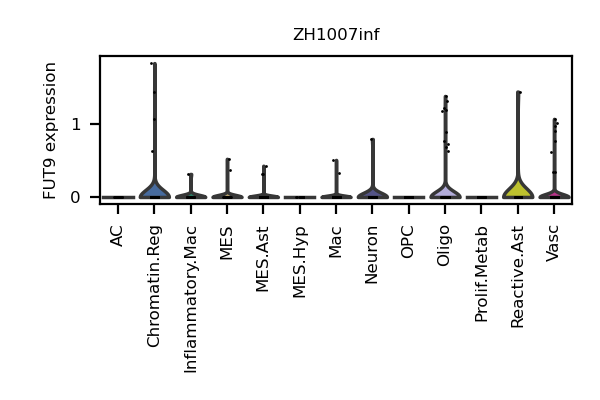 ZH1007inf
FUT9 expression
1
0
AC
Chromatin.Reg
Inflammatory.Mac
MES
MES.Ast
MES.Hyp
Mac
Neuron
OPC
Oligo
Prolif.Metab
Reactive.Ast
Vasc